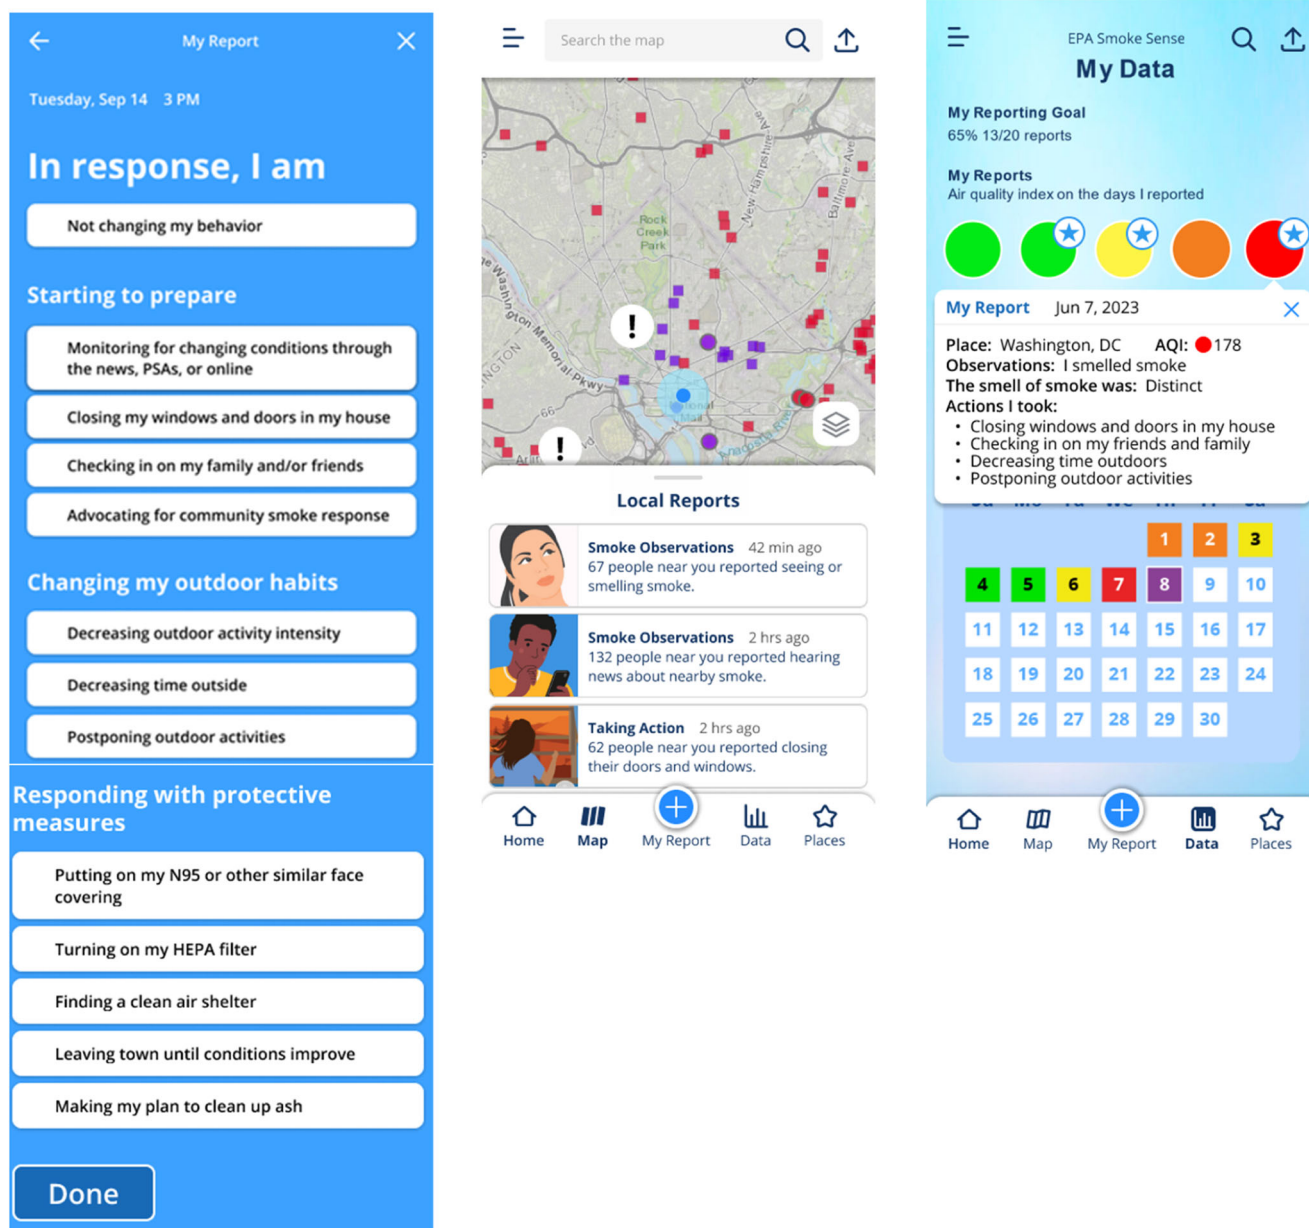 My Report
Tuesday, Sep 14 3 PM
In response, I am
Not changing my behavior
Starting to prepare
Monitoring for changing conditions through
the news, PSAs, or online
Closing my windows and doors in my house
Checking in on my family and/or friends
Advocating for community smoke response
Changing my outdoor habits
Decreasing outdoor activity intensity
Decreasing time outside
Postponing outdoor activities
Responding with protective
measures
Putting on my N95 or other similar face
covering
Turning on my HEPA filter
Finding a clean air shelter
Leaving town until conditions improve
Making my plan to clean up ash
Done
Search the map
New Hampshire Ave
Baltimore Ave
Rock
Creek
Park
Washington Memorial Pkwy
66
Anacostia River
!
!
Local Reports
Smoke Observations 42 min ago
67 people near you reported seeing or
smelling smoke.
Smoke Observations 2 hrs ago
132 people near you reported hearing
news about nearby smoke.
Taking Action 2 hrs ago
62 people near you reported closing
their doors and windows.
Home Map My Report Data Places
EPA Smoke Sense
My Data
My Reporting Goal
65% 13/20 reports
My Reports
Air quality index on the days I reported
My Report Jun 7, 2023
Place: Washington, DC AQI: 178
Observations: I smelled smoke
The smell of smoke was: Distinct
Actions I took:
• Closing windows and doors in my house
• Checking in on my friends and family
• Decreasing time outdoors
• Postponing outdoor activities
1 2 3
4 5 6 7 8 9 10
11 12 13 14 15 16 17
18 19 20 21 22 23 24
25 26 27 28 29 30
Home Map My Report Data Places